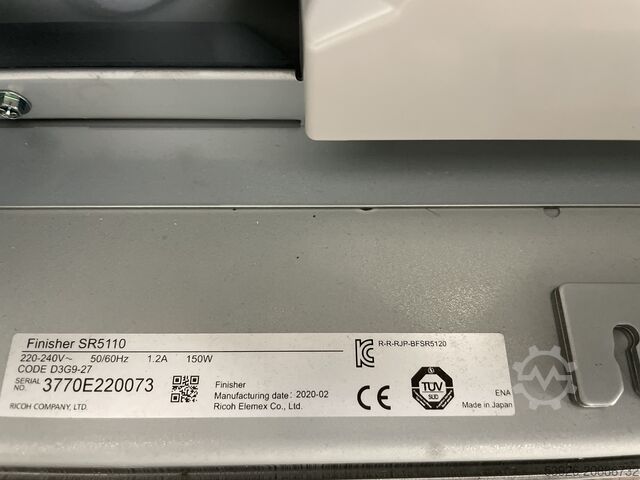 Finisher SR5110
220-240V~ 50/60Hz 1.2A 150W
CODE D3G9-27
SERIAL NO. 3770E220073
RICOH COMPANY, LTD.
Finisher
Manufacturing date: 2020-02
Ricoh Elemex Co., Ltd.
R-R-RJP-BFSR5120
CE
TÜV
SÜD
ENA
Made in Japan